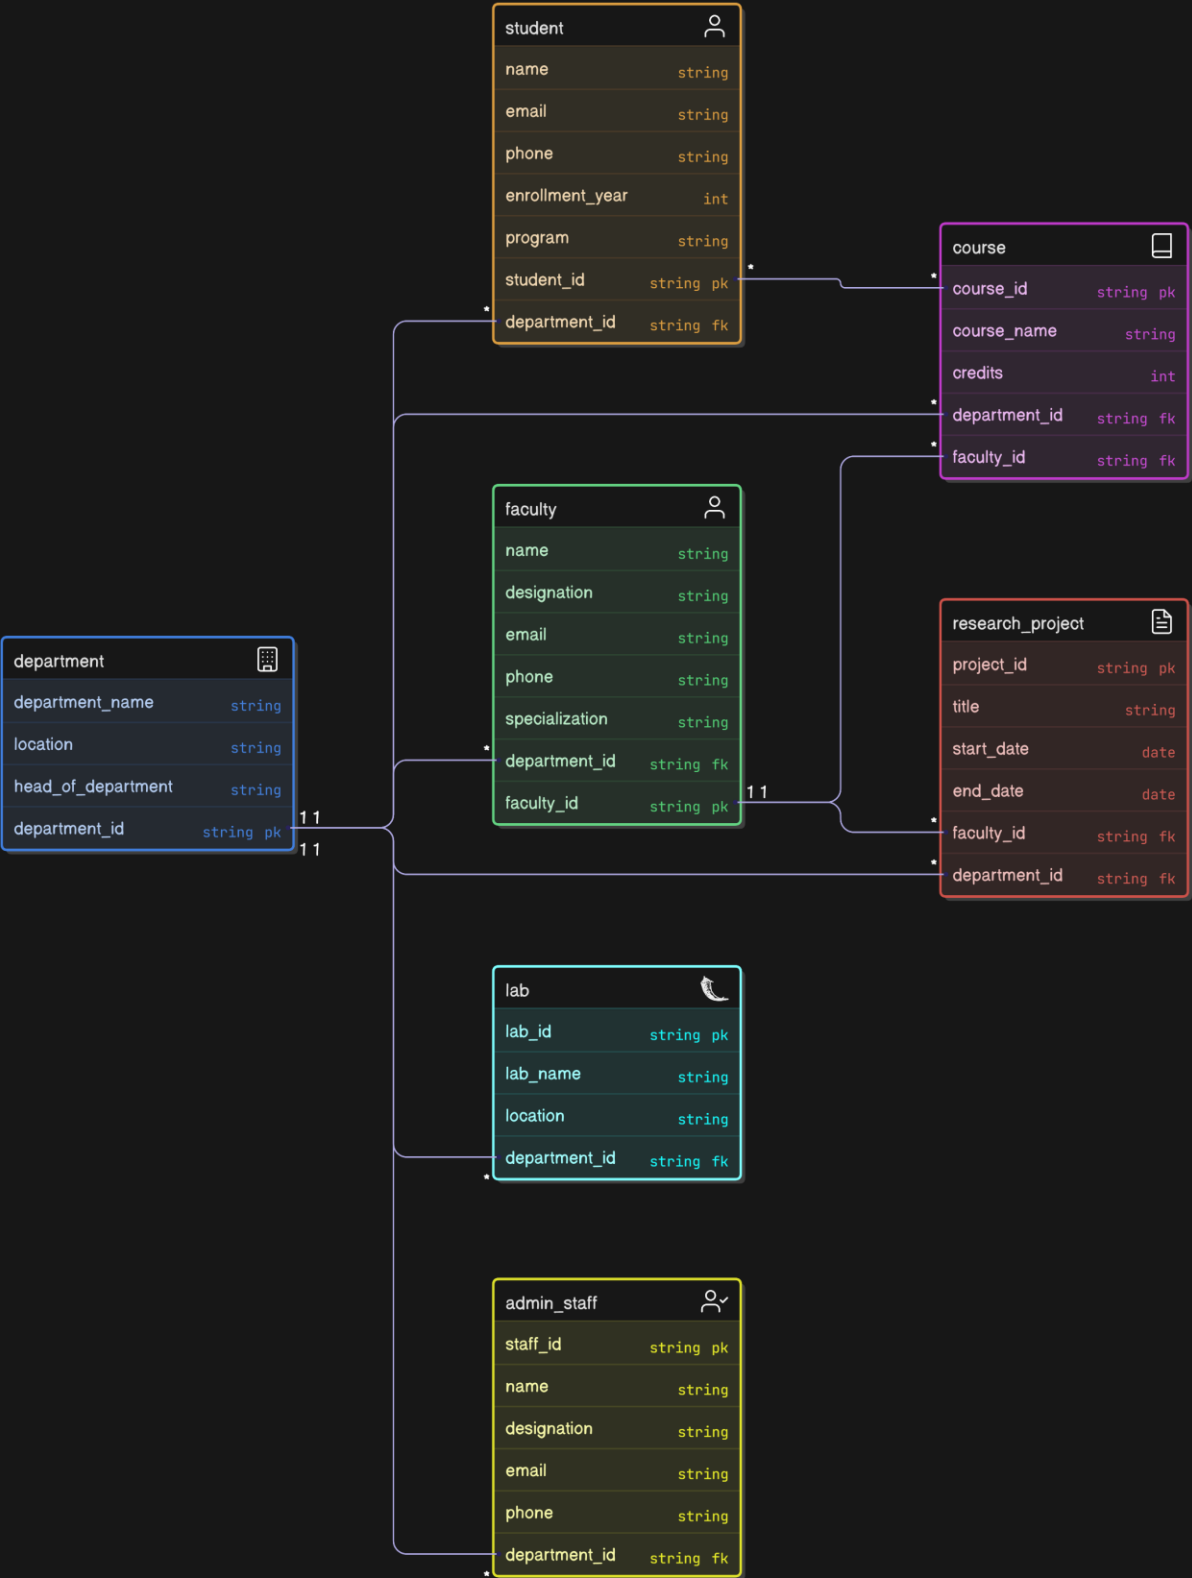 student
name string
email string
phone string
enrollment_year int
program string
student_id string pk *
department_id string fk
*
course
* course_id string pk
course_name string
credits int
* department_id string fk
* faculty_id string fk
faculty
name string
designation string
email string
phone string
specialization string
* department_id string fk
faculty_id string pk 1 1
research_project
project_id string pk
title string
start_date date
end_date date
* faculty_id string fk
* department_id string fk
department
department_name string
location string
head_of_department string
department_id string pk 1 1
1 1
lab
lab_id string pk
lab_name string
location string
department_id string fk
*
admin_staff
staff_id string pk
name string
designation string
email string
phone string
department_id string fk
*